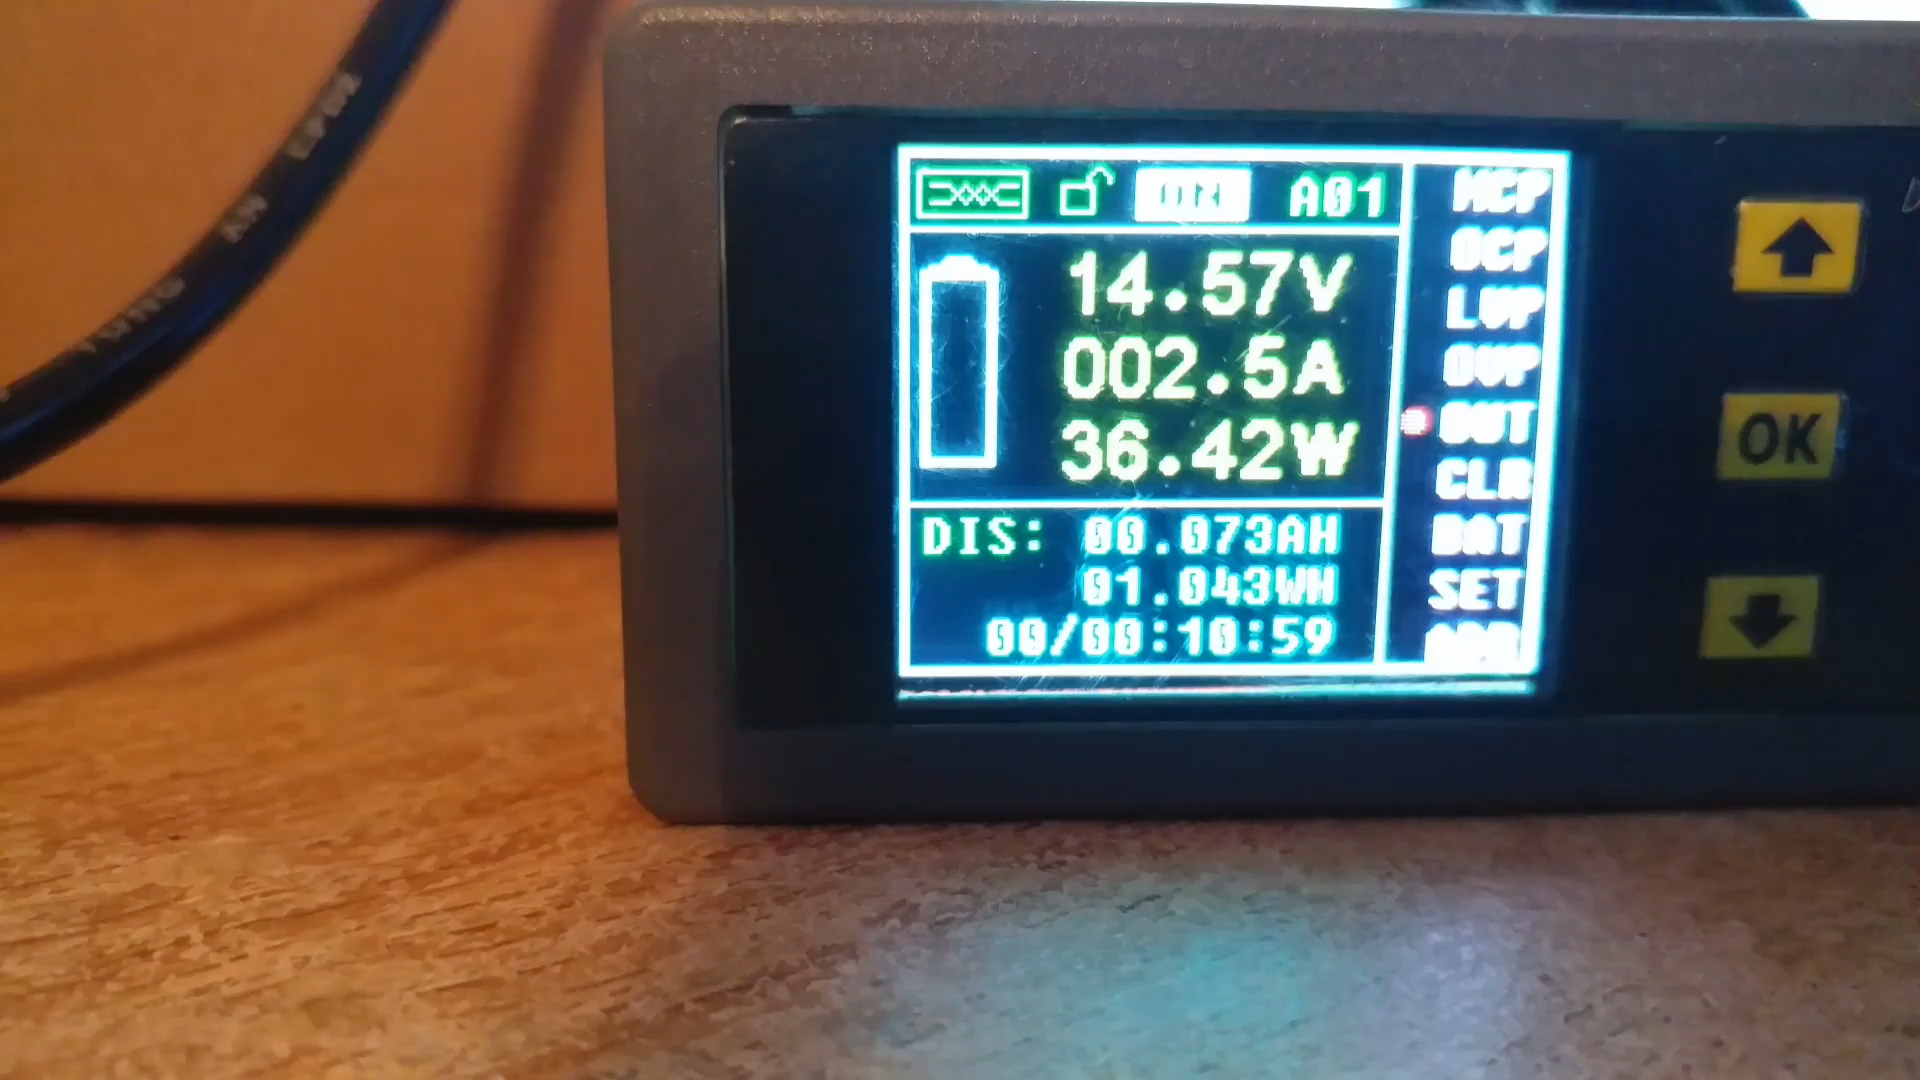 ON A01
14.57V
002.5A
36.42W
DIS: 00.073AH
01.043WH
00/00:10:59
OCP
LVP
OVP
OUT
CLR
BAT
SET
OK